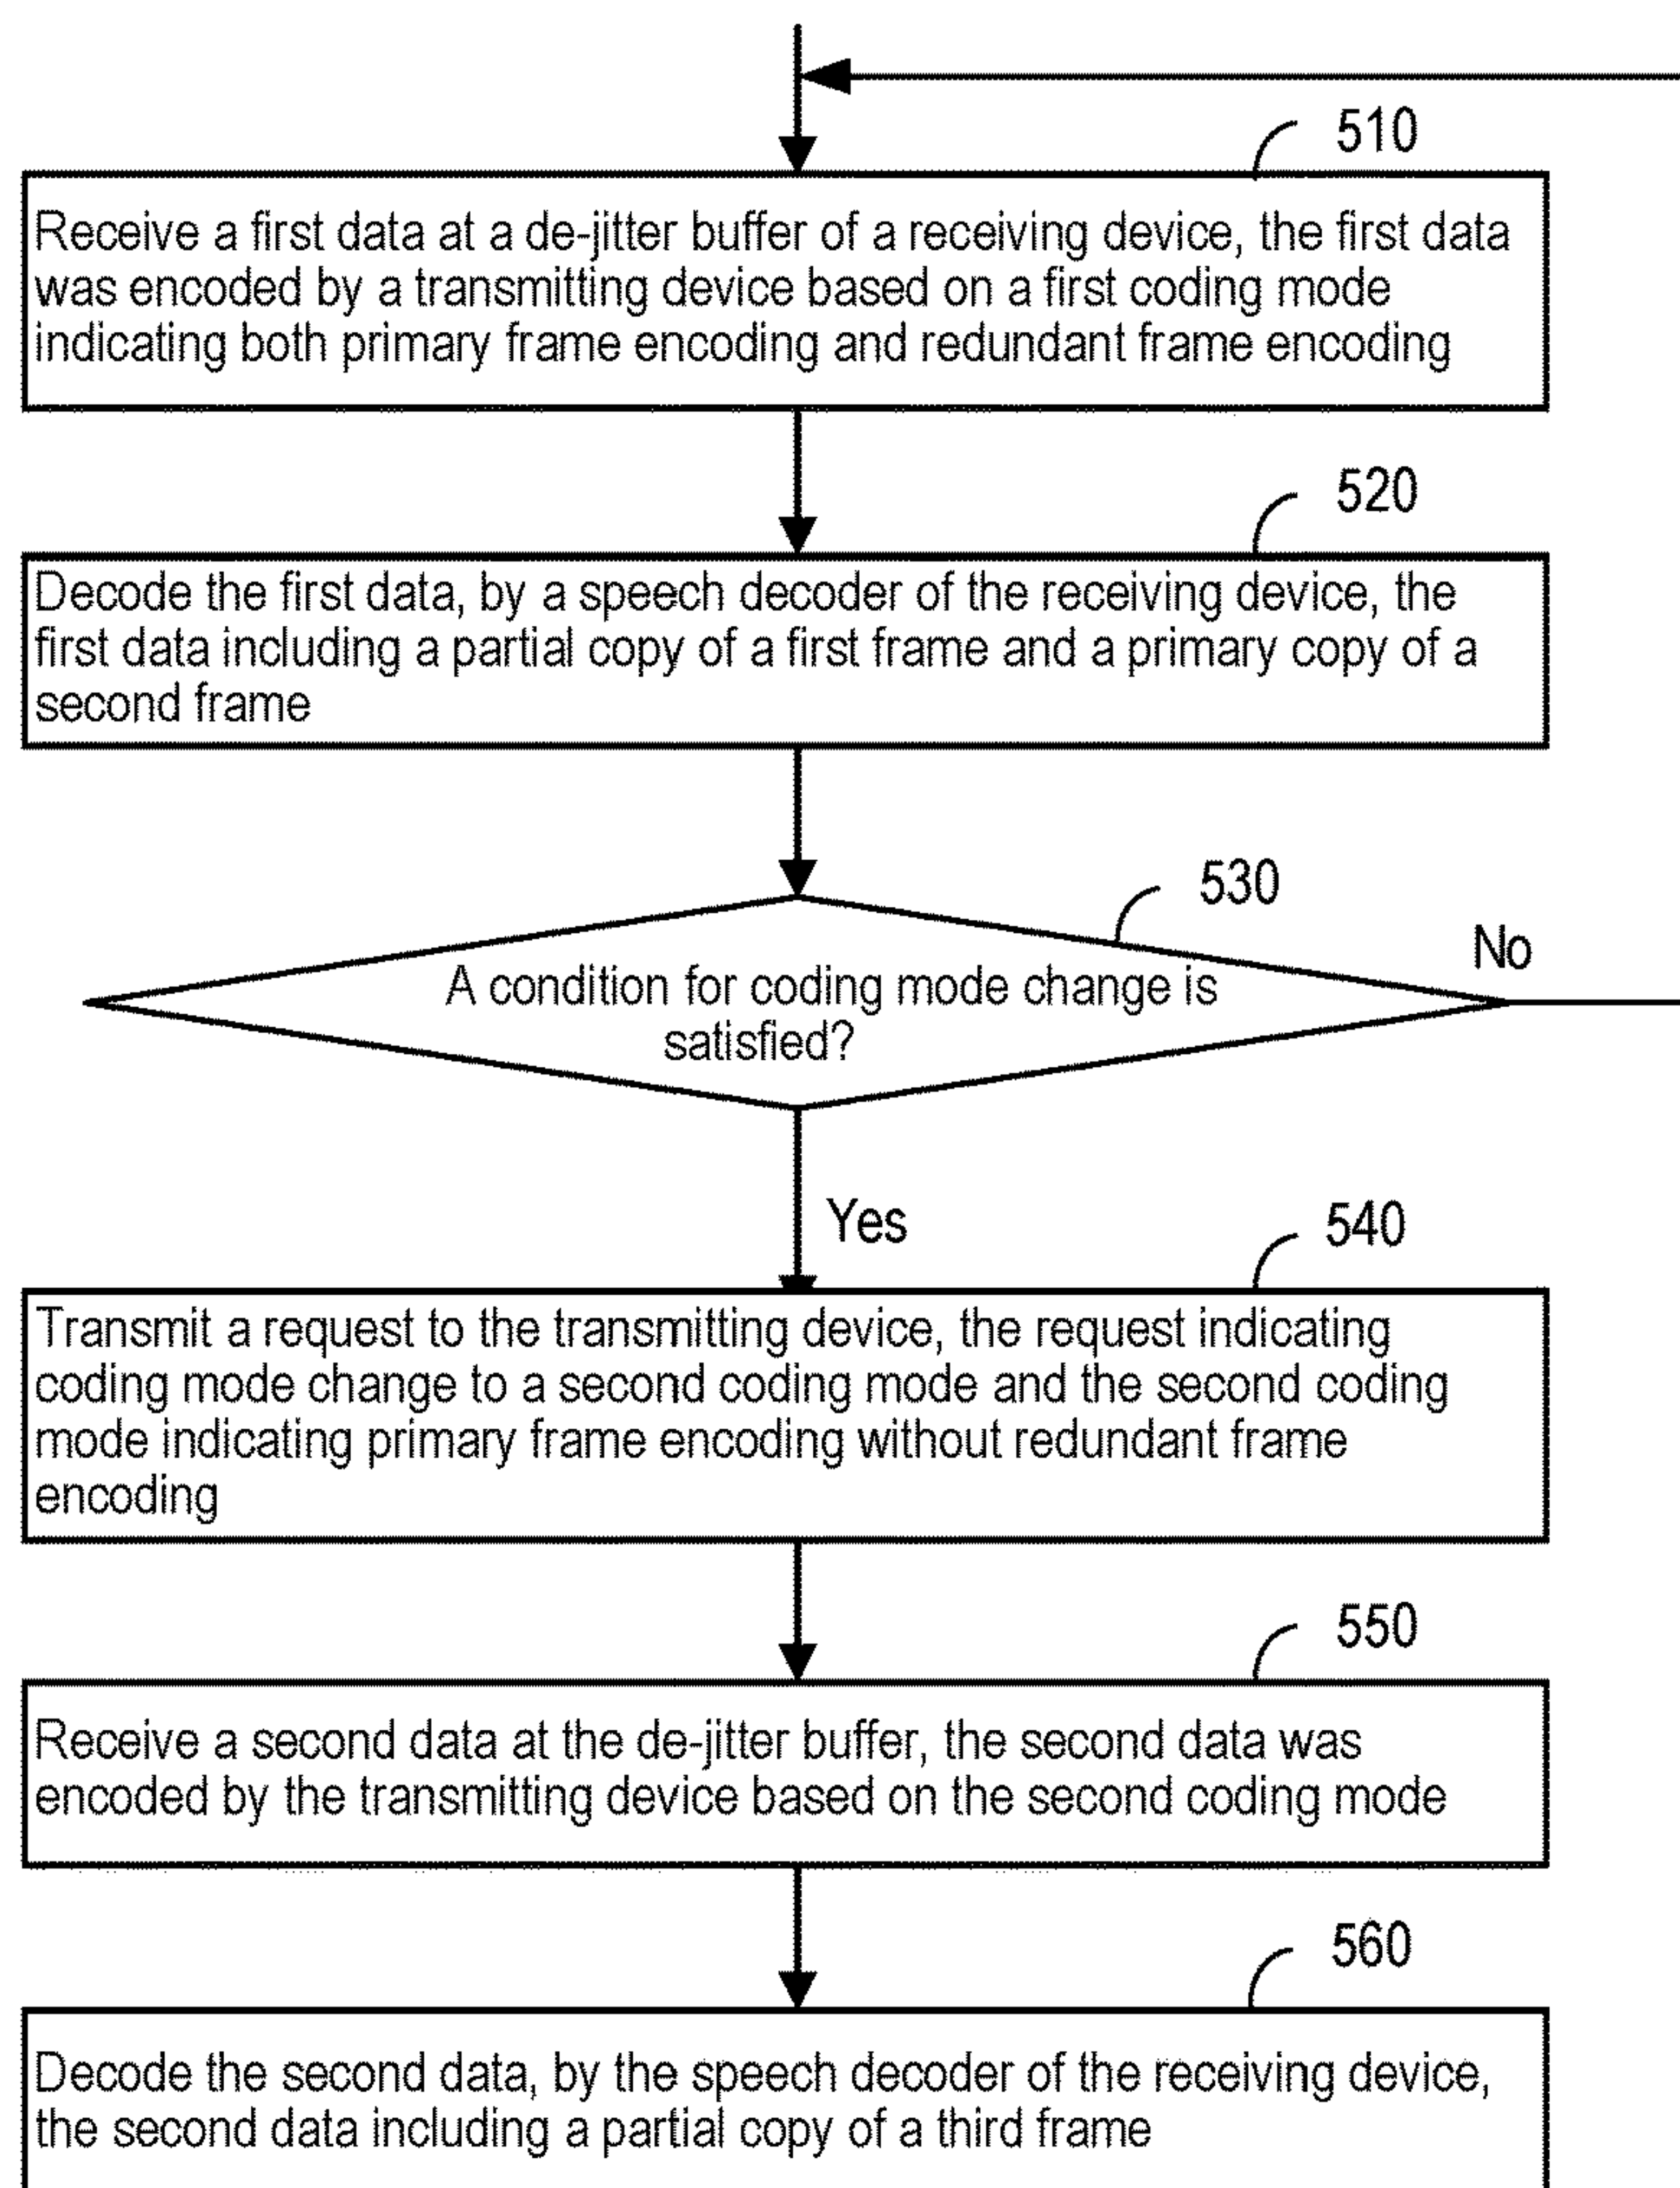 510
Receive a first data at a de-jitter buffer of a receiving device, the first data
was encoded by a transmitting device based on a first coding mode
indicating both primary frame encoding and redundant frame encoding
520
Decode the first data, by a speech decoder of the receiving device, the
first data including a partial copy of a first frame and a primary copy of a
second frame
530
No
A condition for coding mode change is
satisfied?
Yes
540
Transmit a request to the transmitting device, the request indicating
coding mode change to a second coding mode and the second coding
mode indicating primary frame encoding without redundant frame
encoding
550
Receive a second data at the de-jitter buffer, the second data was
encoded by the transmitting device based on the second coding mode
560
Decode the second data, by the speech decoder of the receiving device,
the second data including a partial copy of a third frame